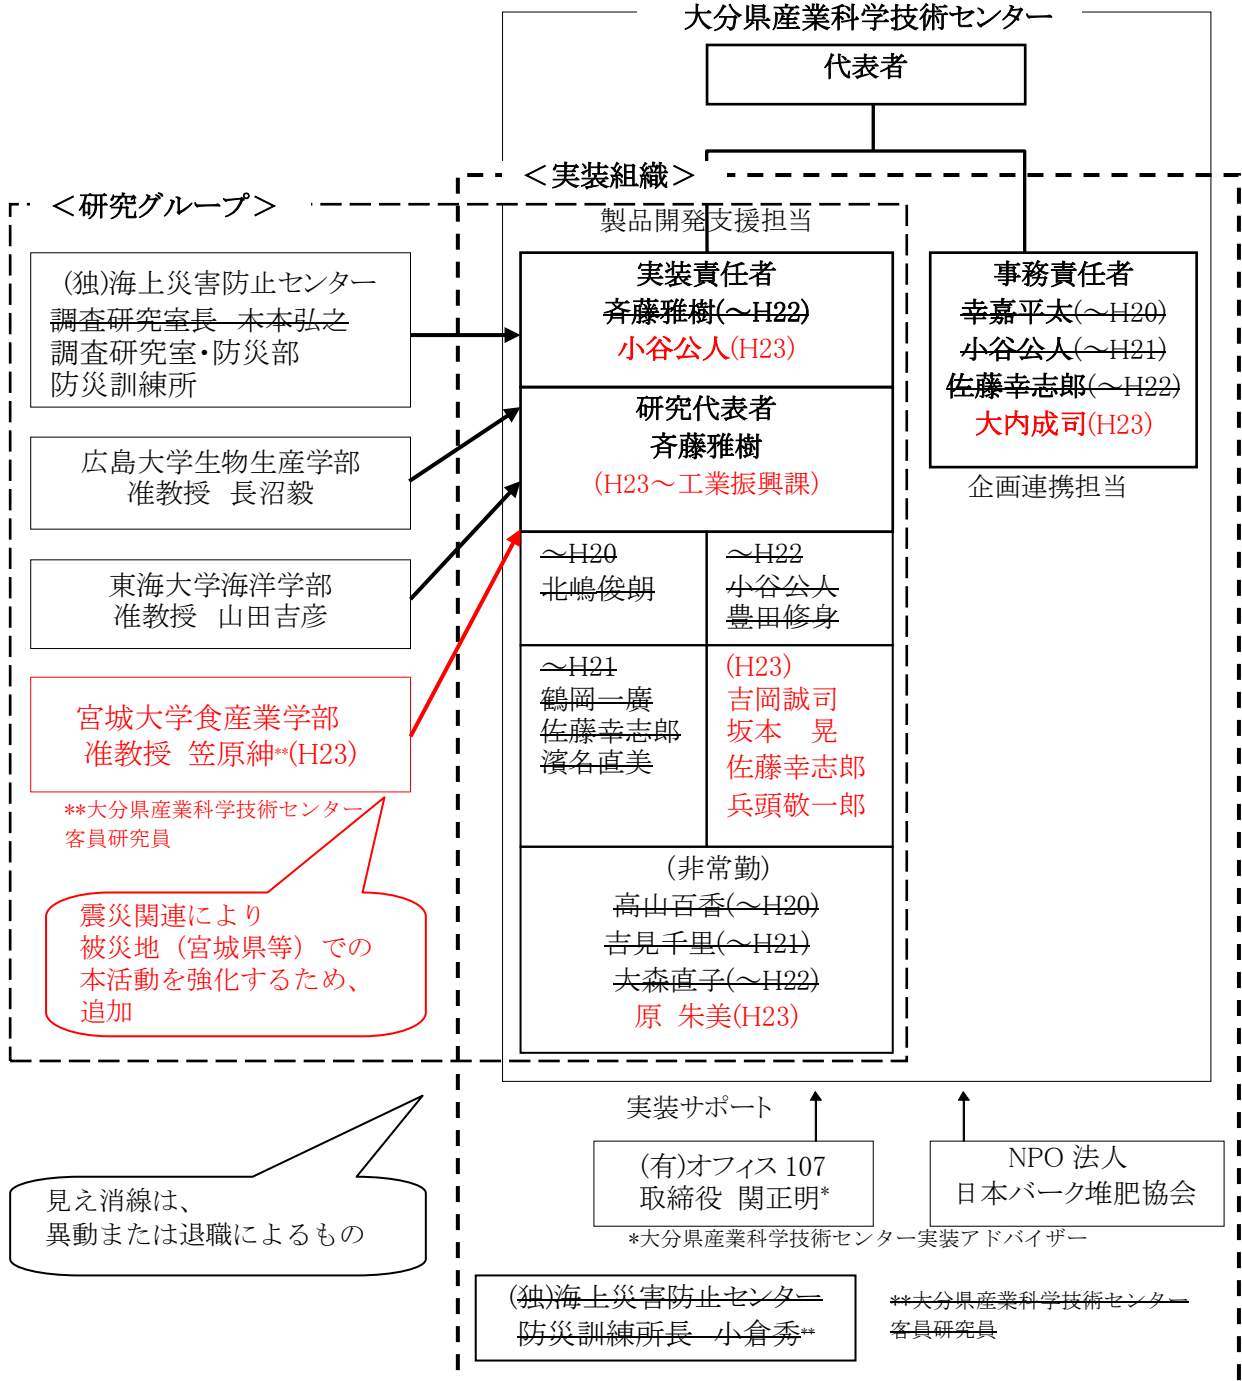 大分県産業科学技術センター
代表者
＜実装組織＞
＜研究グループ＞
製品開発支援担当
(独)海上災害防止センター
調査研究室長　木本弘之
調査研究室・防災部
防災訓練所
広島大学生物生産学部
准教授　長沼毅
東海大学海洋学部
准教授　山田吉彦
宮城大学食産業学部
准教授 笠原紳**(H23)
**大分県産業科学技術センター
客員研究員
震災関連により
被災地（宮城県等）での
本活動を強化するため、
追加
実装責任者
斉藤雅樹(～H22)
小谷公人(H23)
研究代表者
斉藤雅樹
(H23～工業振興課)
～H20
北嶋俊朗
～H22
小谷公人
豊田修身
～H21
鶴岡一廣
佐藤幸志郎
濱名直美
(H23)
吉岡誠司
坂本　晃
佐藤幸志郎
兵頭敬一郎
(非常勤)
高山百香(～H20)
吉見千里(～H21)
大森直子(～H22)
原 朱美(H23)
事務責任者
幸嘉平太(～H20)
小谷公人(～H21)
佐藤幸志郎(～H22)
大内成司(H23)
企画連携担当
実装サポート
(有)オフィス 107
取締役 関正明*
NPO 法人
日本バーク堆肥協会
*大分県産業科学技術センター実装アドバイザー
見え消線は、
異動または退職によるもの
(独)海上災害防止センター
防災訓練所長　小倉秀**
**大分県産業科学技術センター
客員研究員